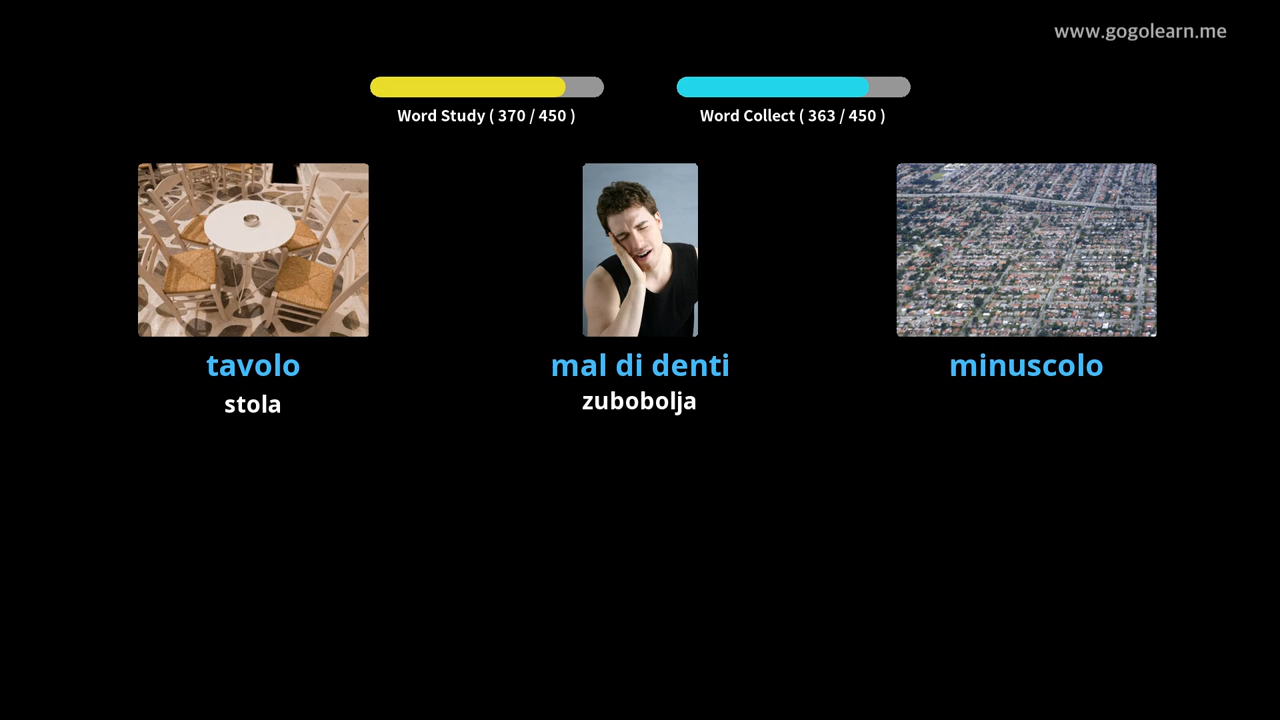 www.gogolearn.me
Word Study ( 370 / 450 )
Word Collect ( 363 / 450 )
tavolo
mal di denti
minuscolo
stola
zubobolja